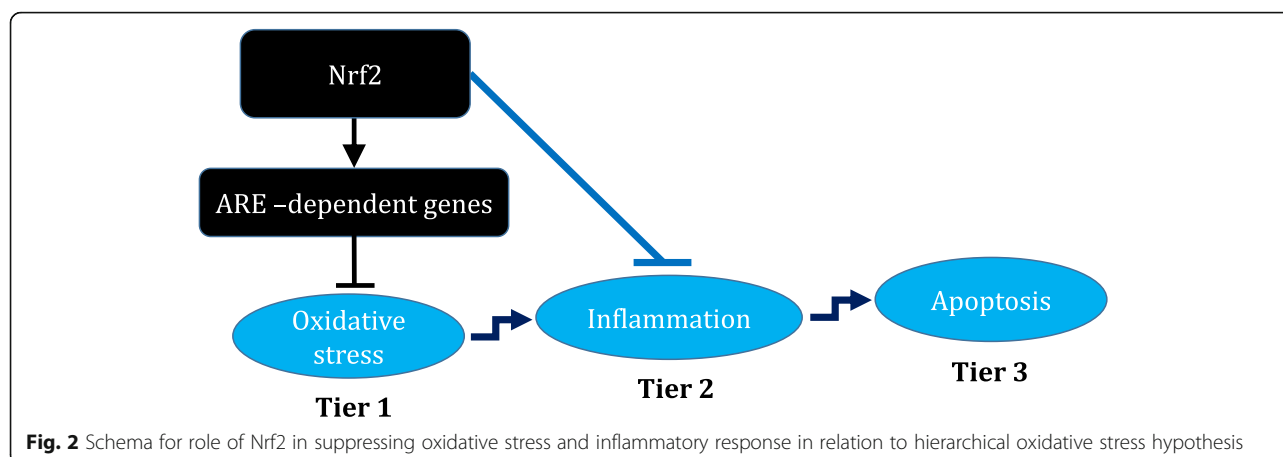 Nrf2
ARE –dependent genes
Oxidative
stress
Inflammation
Apoptosis
Tier 1
Tier 2
Tier 3
Fig. 2 Schema for role of Nrf2 in suppressing oxidative stress and inflammatory response in relation to hierarchical oxidative stress hypothesis